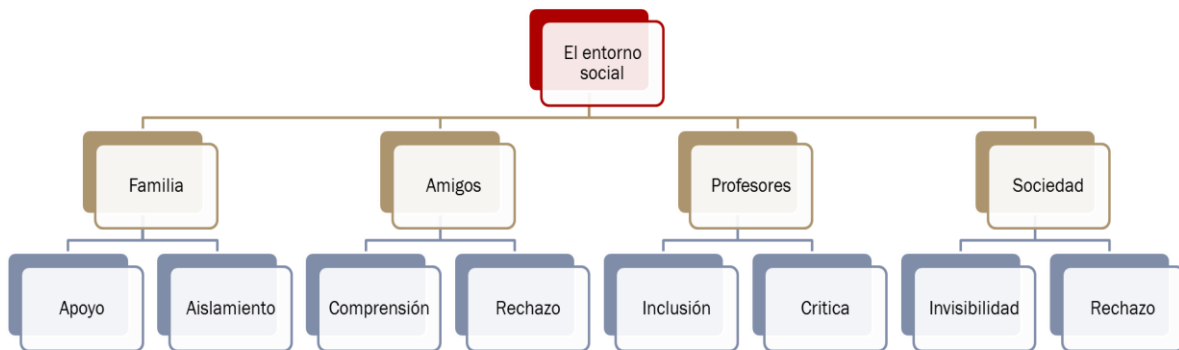 El entorno
social
Familia
Amigos
Profesores
Sociedad
Apoyo
Aislamiento
Comprensión
Rechazo
Inclusión
Critica
Invisibilidad
Rechazo